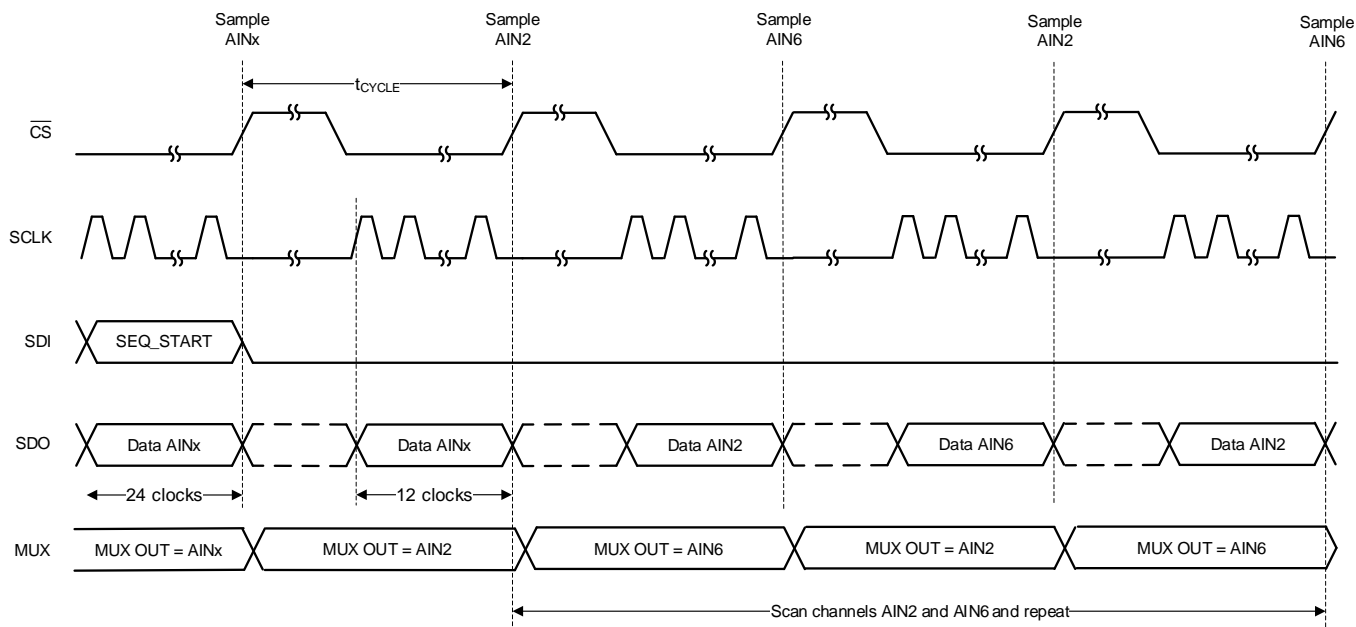 Sample
AINx
Sample
AIN2
Sample
AIN6
Sample
AIN2
Sample
AIN6
tCYCLE
CS
SCLK
SDI
SEQ_START
SDO
Data AINx
Data AINx
Data AIN2
Data AIN6
Data AIN2
24 clocks
12 clocks
MUX
MUX OUT = AINx
MUX OUT = AIN2
MUX OUT = AIN6
MUX OUT = AIN2
MUX OUT = AIN6
Scan channels AIN2 and AIN6 and repeat